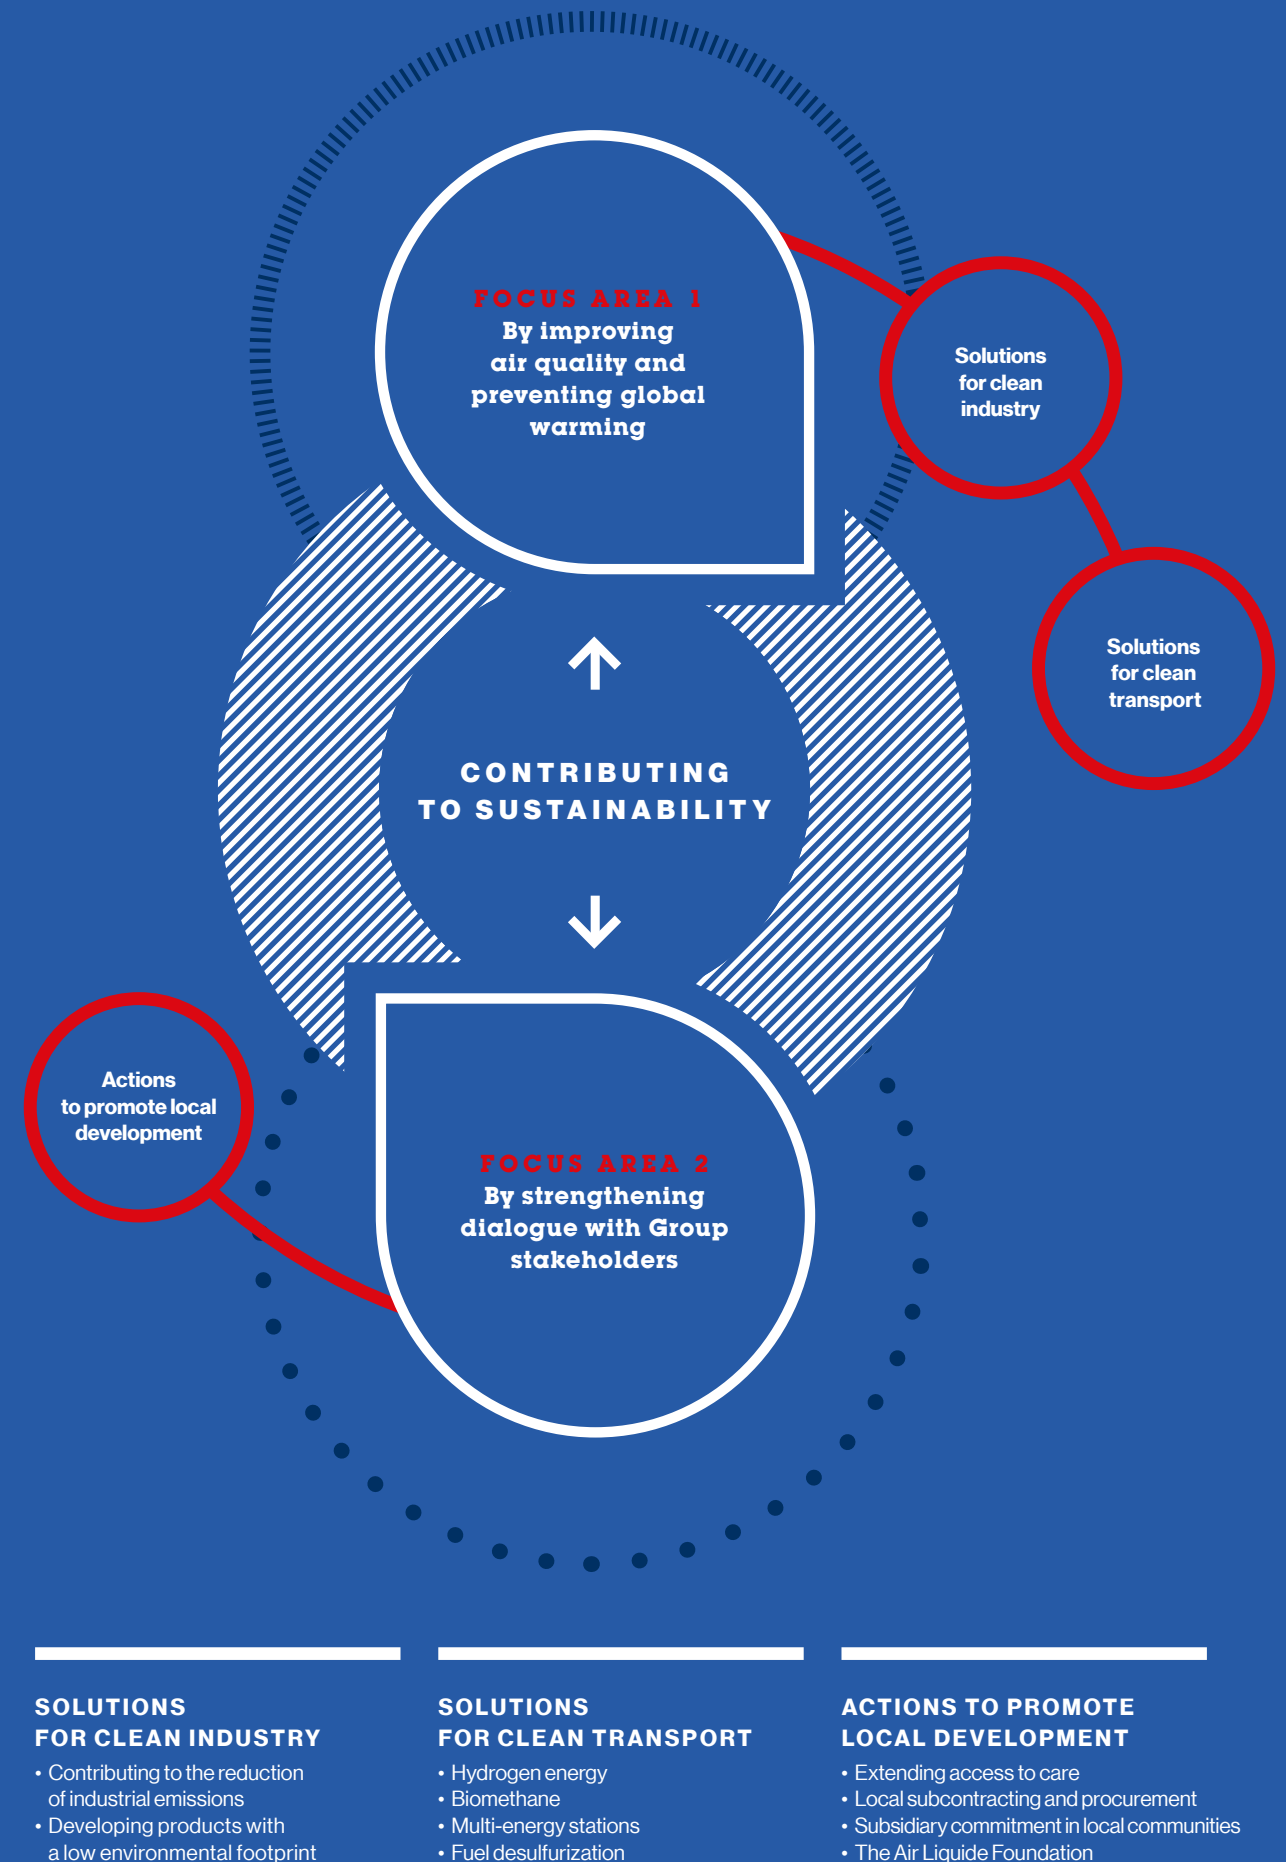 FOCUS AREA 1
By improving
air quality and
preventing global
warming
Solutions
for clean
industry
Solutions
for clean
transport
CONTRIBUTING
TO SUSTAINABILITY
Actions
to promote local
development
FOCUS AREA 2
By strengthening
dialogue with Group
stakeholders
SOLUTIONS
FOR CLEAN INDUSTRY
• Contributing to the reduction
of industrial emissions
• Developing products with
a low environmental footprint
SOLUTIONS
FOR CLEAN TRANSPORT
• Hydrogen energy
• Biomethane
• Multi-energy stations
• Fuel desulfurization
ACTIONS TO PROMOTE
LOCAL DEVELOPMENT
• Extending access to care
• Local subcontracting and procurement
• Subsidiary commitment in local communities
• The Air Liquide Foundation